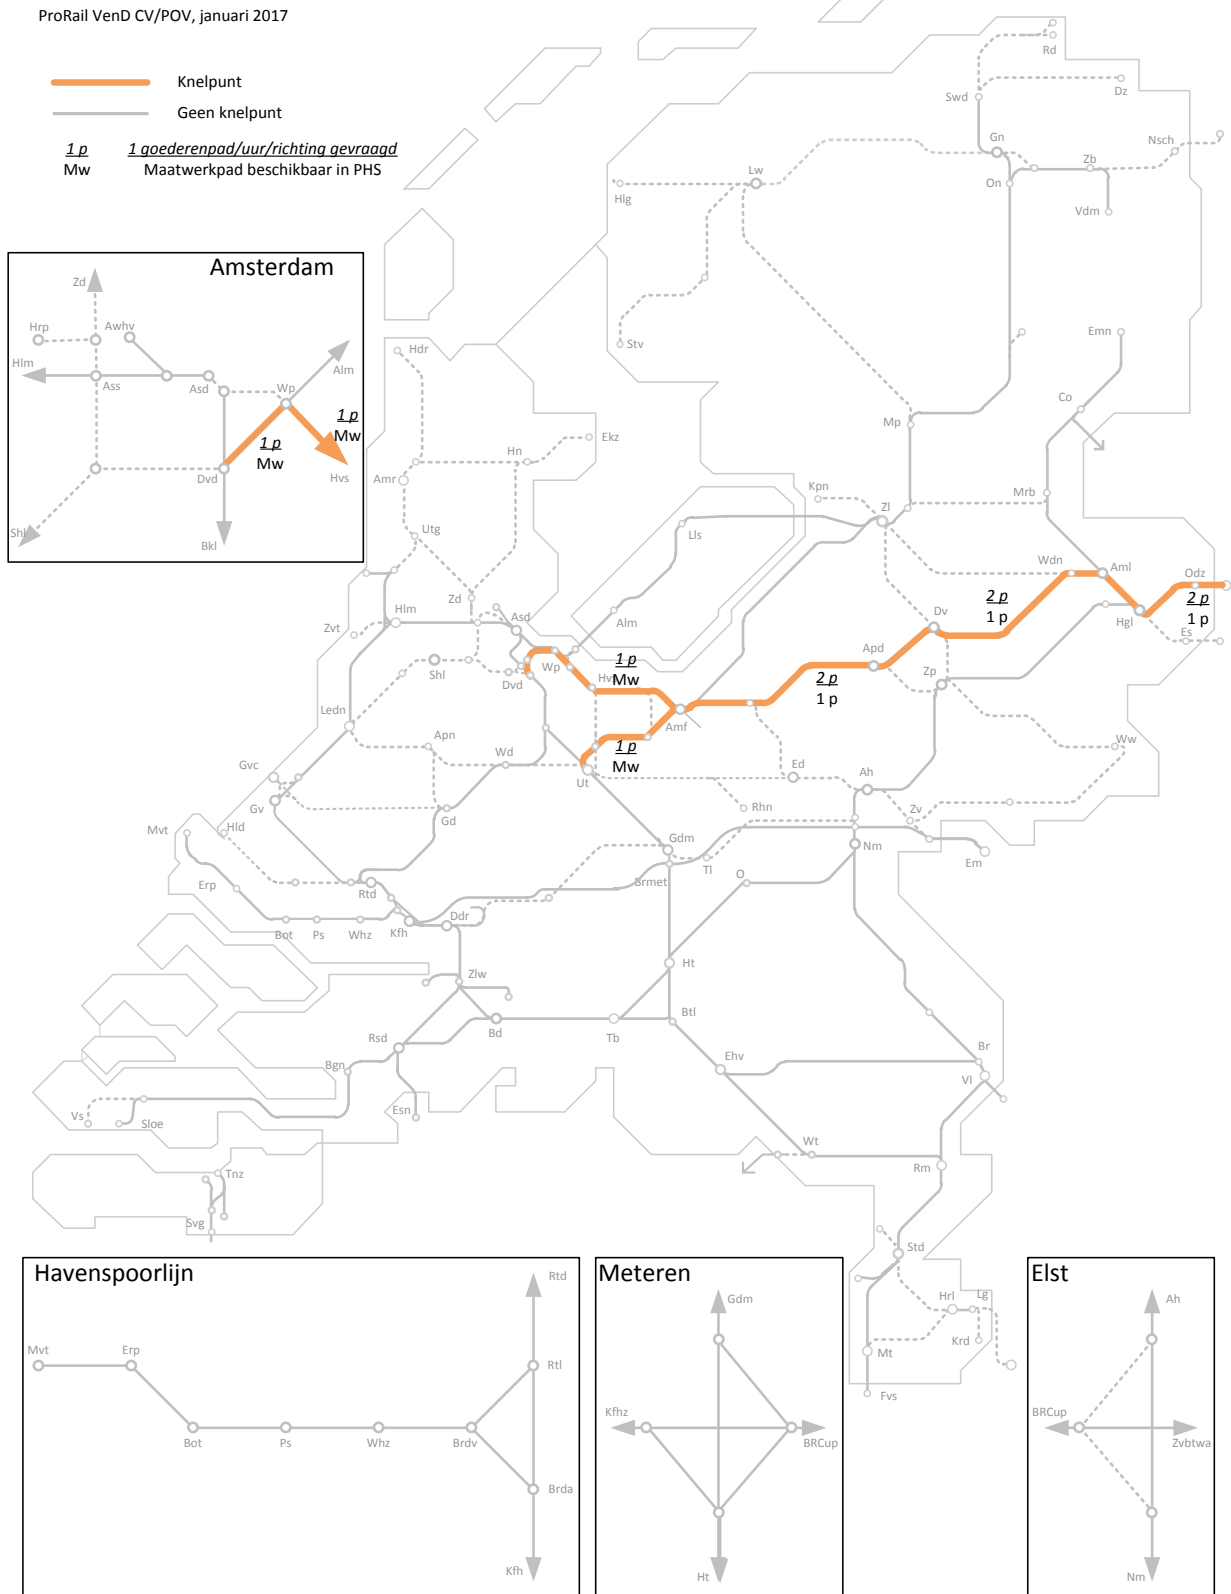 ProRail VenD CV/POV, januari 2017
Knelpunt
Geen knelpunt
1 p 1 goederenpad/uur/richting gevraagd
Mw Maatwerkpad beschikbaar in PHS
Rd
Swd
Dz
Gn
Nsch
Zb
Lw
On
Hlg
Vdm
Amsterdam
Zd
Hrp
Awhv
Hlm
Alm
Ass
Asd
Wp
1 p
Mw
1 p
Mw
Dvd
Hvs
Shl
Bkl
Stv
Hdr
Emn
Co
Mp
Hn
Ekz
Amr
Kpn
Mrb
Zl
Utg
Lls
Wdn
Aml
Odz
Zd
2 p
1 p
2 p
1 p
Hlm
Asd
Alm
Dv
Hgl
Zvt
Es
Wp
1 p
Mw
Apd
Shl
Dvd
Hvs
2 p
1 p
Zp
Ledn
Amf
Apn
Wd
1 p
Mw
Ww
Gvc
Ut
Ed
Ah
Gv
Gd
Rhn
Zv
Mvt
Hld
Gdm
Nm
Em
Tl
Erp
Rtd
Brmet
O
Ddr
Bot
Ps
Whz
Kfh
Ht
Zlw
Rsd
Bd
Tb
Btl
Bgn
Ehv
Br
Vl
Vs
Sloe
Esn
Wt
Rm
Tnz
Svg
Std
Hrl
Lg
Krd
Mt
Fvs
Havenspoorlijn
Rtd
Mvt
Erp
Rtl
Bot
Ps
Whz
Brdv
Brda
Kfh
Meteren
Gdm
Kfhz
BRCup
Ht
Elst
Ah
BRCup
Zvbtwa
Nm